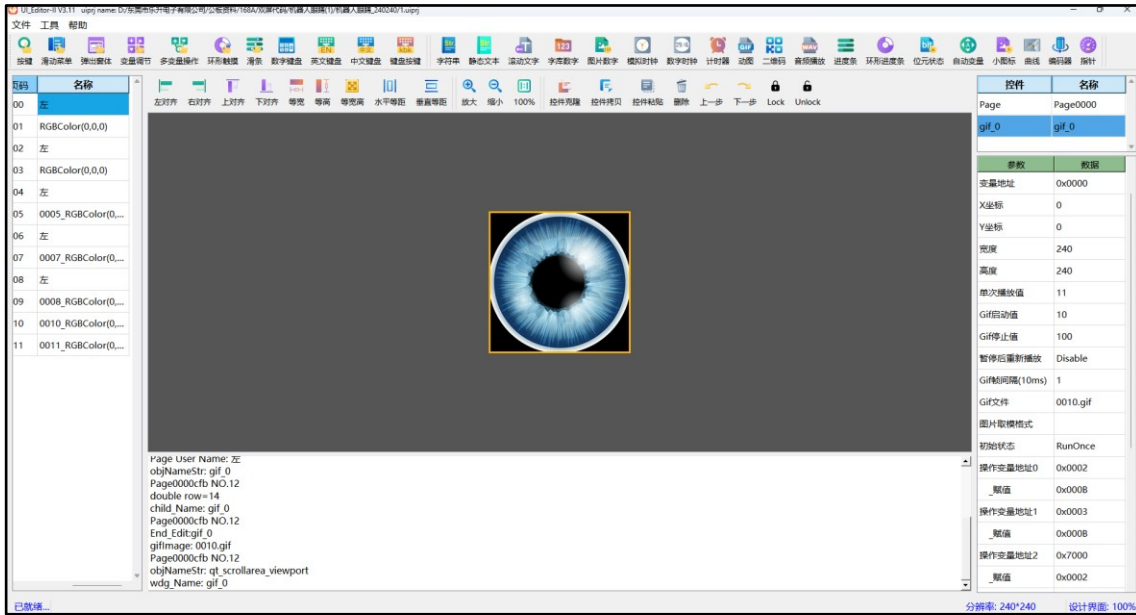 UI_Editor-II V3.11 uiprj name: D:/东莞市乐升电子有限公司/公板资料/168A/双屏代码/机器人眼睛(1)/机器人眼睛_240240/1.uiprj
文件 工具 帮助
按键 滑动菜单 弹出窗体 变量调节 多变量操作 环形触摸 滑条 数字键盘 英文键盘 中文键盘 键盘按键 字符串 静态文本 滚动文字 字库数字 图片数字 模拟时钟 数字时钟 计时器 动图 二维码 音频播放 进度条 环形进度条 位元状态 自动变量 小图标 曲线 编码器 指针
页码 名称
左对齐 右对齐 上对齐 下对齐 等宽 等高 等宽高 水平等距 垂直等距 放大 缩小 100% 控件克隆 控件拷贝 控件粘贴 删除 上一步 下一步 Lock Unlock
00 左
01 RGBColor(0,0,0)
02 左
03 RGBColor(0,0,0)
04 左
05 0005_RGBColor(0,...
06 左
07 0007_RGBColor(0,...
08 左
09 0008_RGBColor(0,...
10 0010_RGBColor(0,...
11 0011_RGBColor(0,...
Page User Name: 左
objNameStr: gif_0
Page0000cfb NO.12
double row=14
child_Name: gif_0
Page0000cfb NO.12
End_Edit:gif_0
gifImage: 0010.gif
Page0000cfb NO.12
objNameStr: qt_scrollarea_viewport
wdg_Name: gif_0
控件 名称
Page Page0000
gif_0 gif_0
参数 数据
变量地址 0x0000
X坐标 0
Y坐标 0
宽度 240
高度 240
单次播放值 11
Gif启动值 10
Gif停止值 100
暂停后重新播放 Disable
Gif帧间隔(10ms) 1
Gif文件 0010.gif
图片取模格式
初始状态 RunOnce
操作变量地址0 0x0002
_赋值 0x000B
操作变量地址1 0x0003
_赋值 0x000B
操作变量地址2 0x7000
_赋值 0x0002
已就绪... 分辨率: 240*240 设计界面: 100%